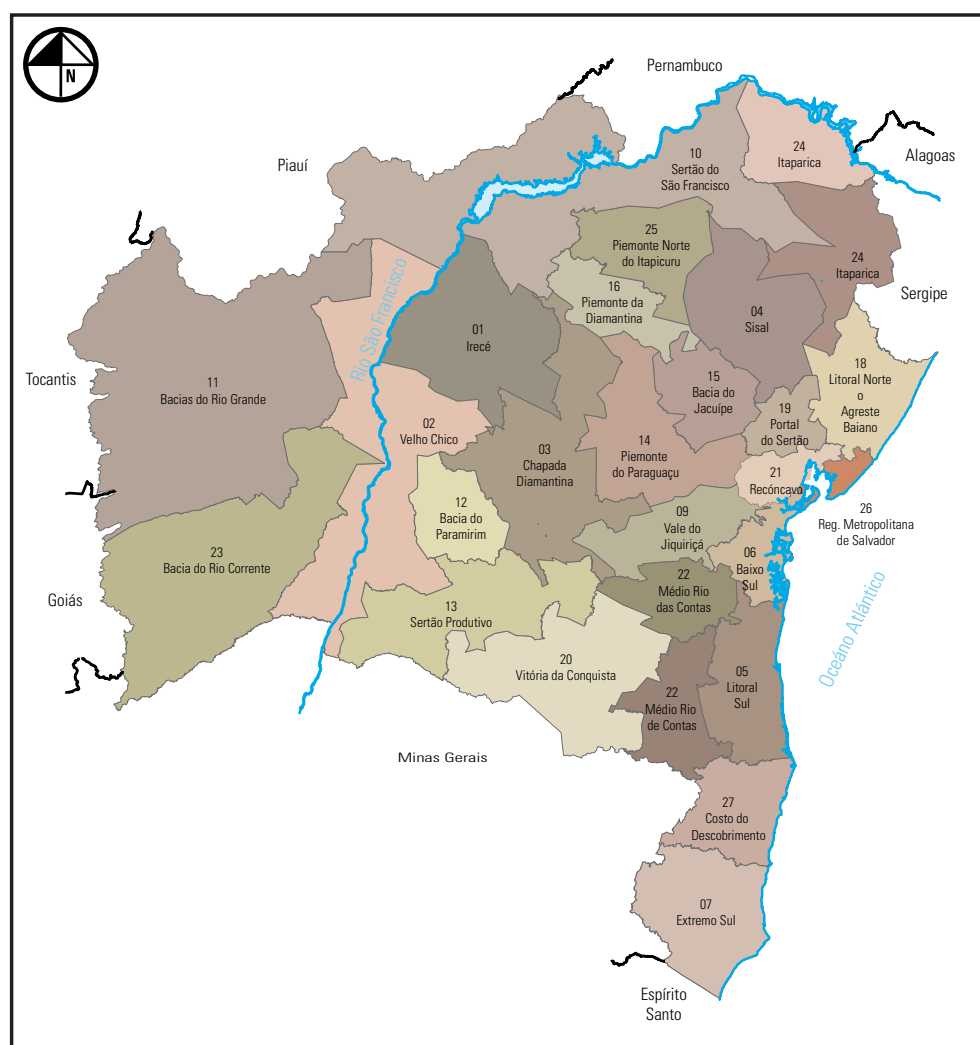 N
Pernambuco
Piauí
10
Sertão do
São Francisco
24
Itaparica
Alagoas
25
Piemonte Norte
do Itapicuru
24
Itaparica
Sergipe
16
Piemonte da
Diamantina
Rio São Francisco
01
Irecé
04
Sisal
Tocantis
11
Bacias do Rio Grande
15
Bacia do
Jacuípe
18
Litoral Norte
o
Agreste
Baiano
19
Portal
do Sertão
02
Velho Chico
03
Chapada
Diamantina
14
Piemonte
do Paraguaçu
21
Recóncavo
12
Bacia do
Paramirim
09
Vale do
Jiquiriçá
26
Reg. Metropolitana
de Salvador
23
Bacia do Rio Corrente
06
Baixo
Sul
22
Médio Rio
das Contas
Goiás
13
Sertão Produtivo
Oceáno Atlántico
20
Vitória da Conquista
05
Litoral
Sul
22
Médio Rio
de Contas
Minas Gerais
27
Costo do
Descobrimento
07
Extremo Sul
Espírito
Santo